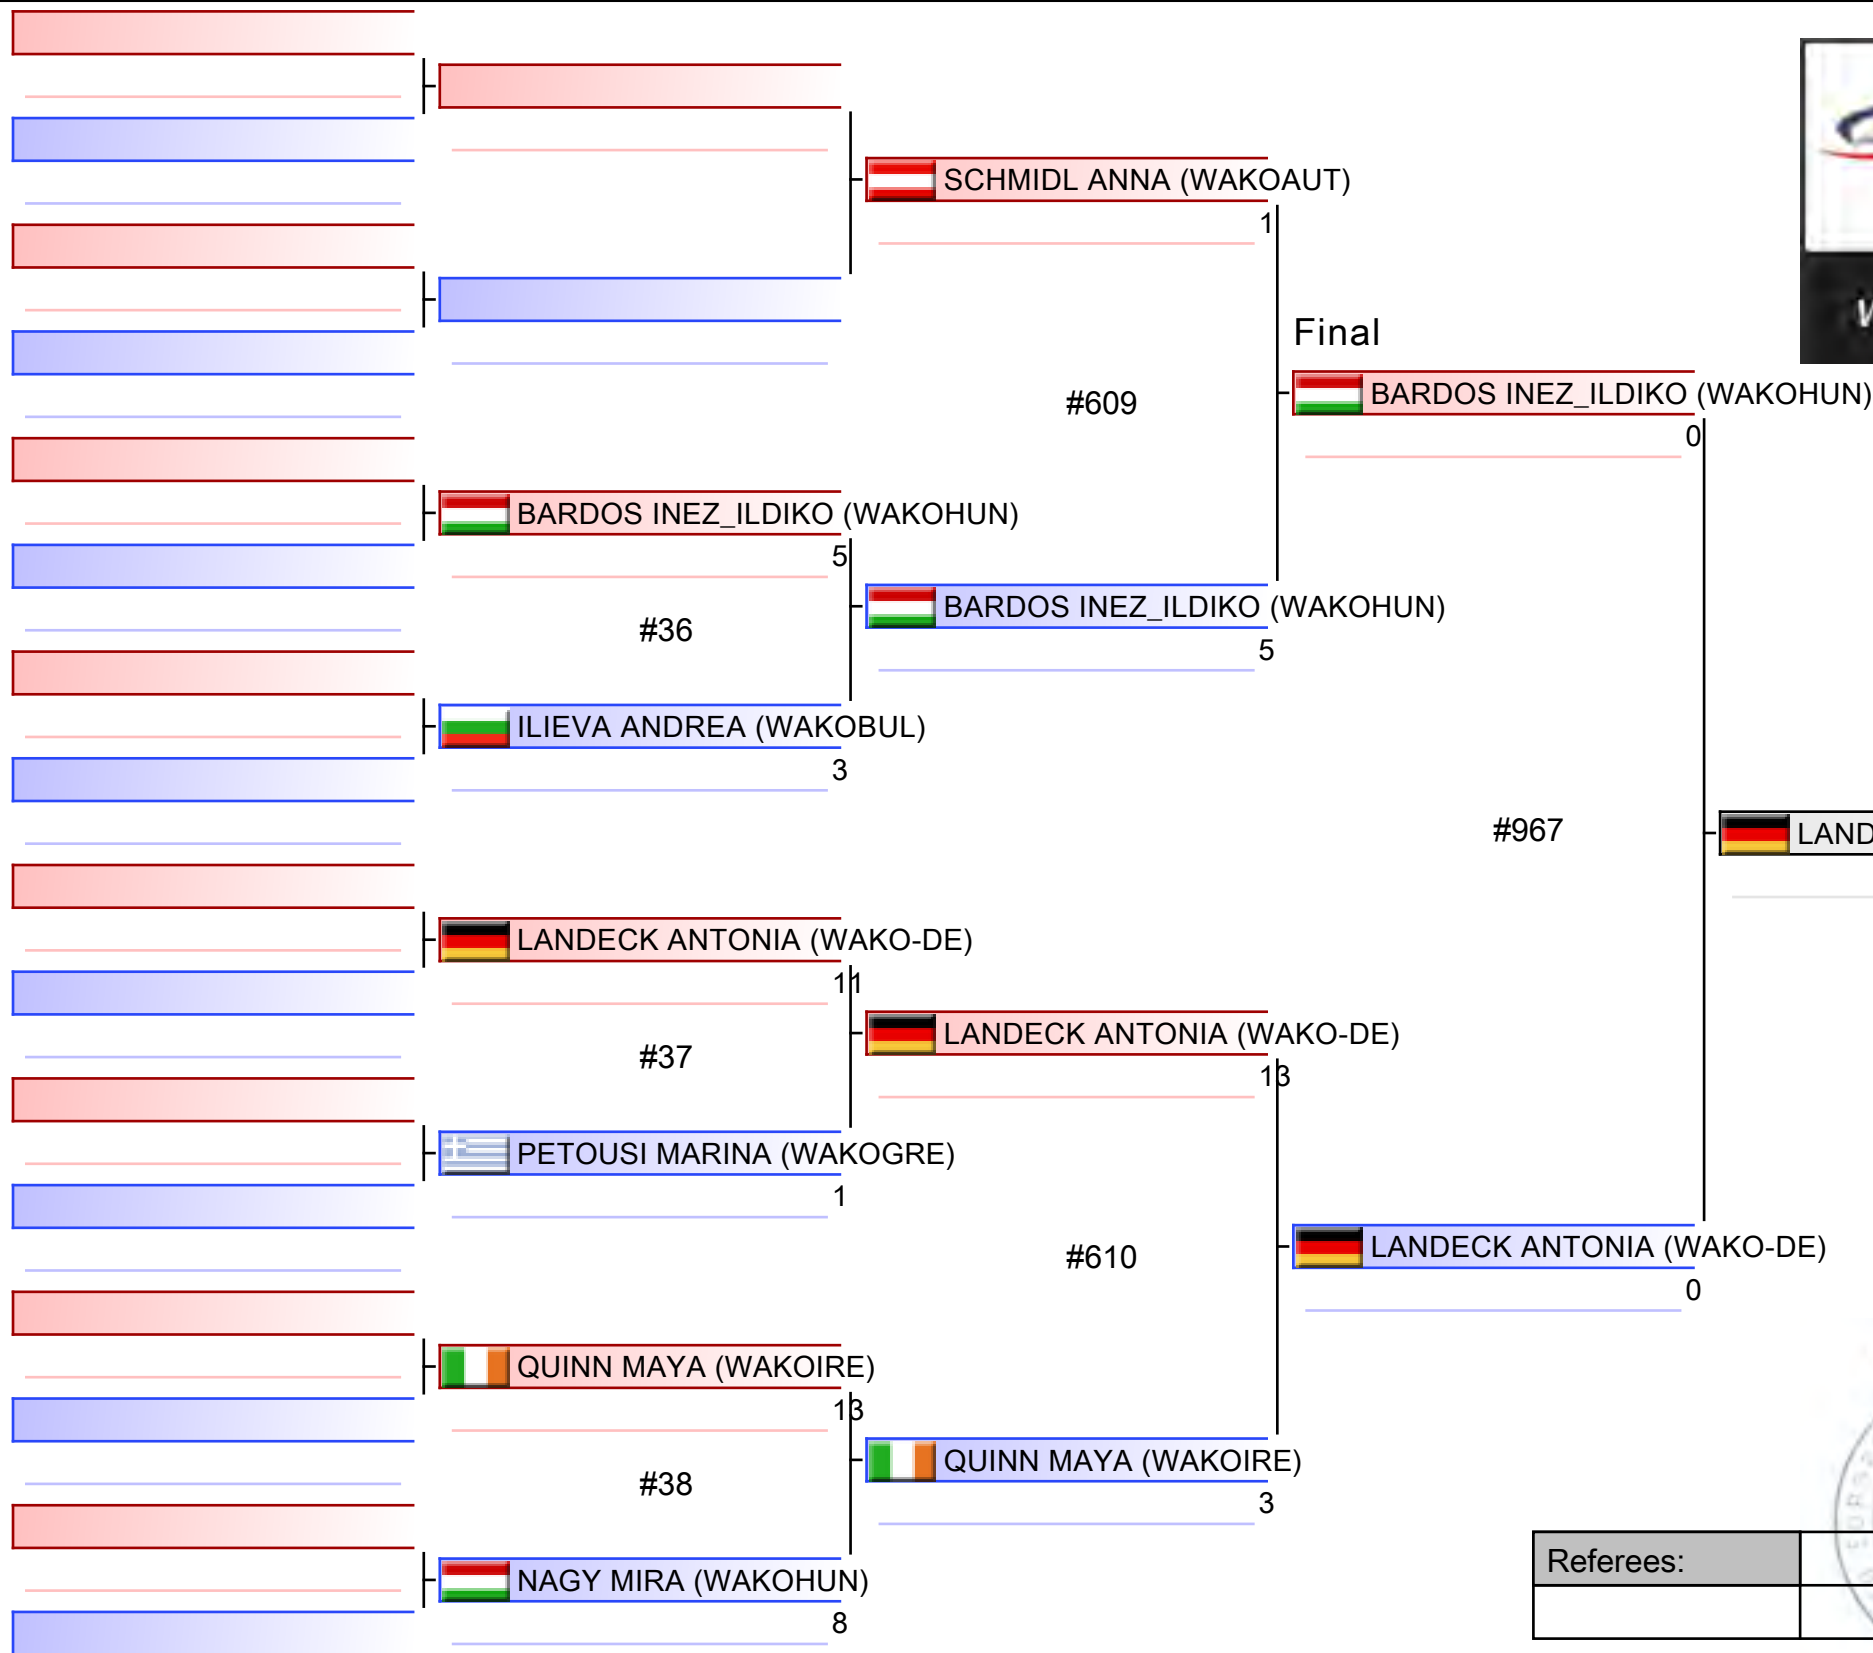 SCHMIDL ANNA (WAKOAUT)
1
Final
#609
BARDOS INEZ_ILDIKO (WAKOHUN)
0
BARDOS INEZ_ILDIKO (WAKOHUN)
5
BARDOS INEZ_ILDIKO (WAKOHUN)
5
#36
ILIEVA ANDREA (WAKOBUL)
3
#967
LAND
LANDECK ANTONIA (WAKO-DE)
11
LANDECK ANTONIA (WAKO-DE)
13
#37
PETOUSI MARINA (WAKOGRE)
1
#610
LANDECK ANTONIA (WAKO-DE)
0
QUINN MAYA (WAKOIRE)
13
QUINN MAYA (WAKOIRE)
3
#38
NAGY MIRA (WAKOHUN)
8
Referees: